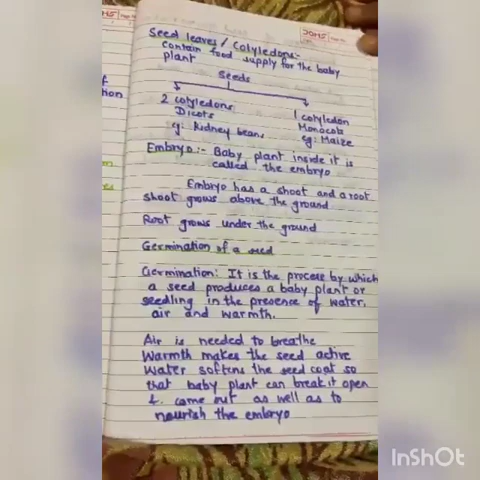 DOMS
Seed leaves / Cotyledons:-
contain food supply for the baby
plant
Seeds
2 cotyledons
Dicots
eg: Kidney beans
1 cotyledon
Monocots
eg: Maize
Embryo:- Baby plant inside it is
called the embryo
Embryo has a shoot and a root
shoot grows above the ground
Root grows under the ground
Germination of a seed
Germination: It is the process by which
a seed produces a baby plant or
seedling in the presence of water,
air and warmth.
Air is needed to breathe
Warmth makes the seed active
Water softens the seed coat so
that baby plant can break it open
& come out as well as to
nourish the embryo
InShOt